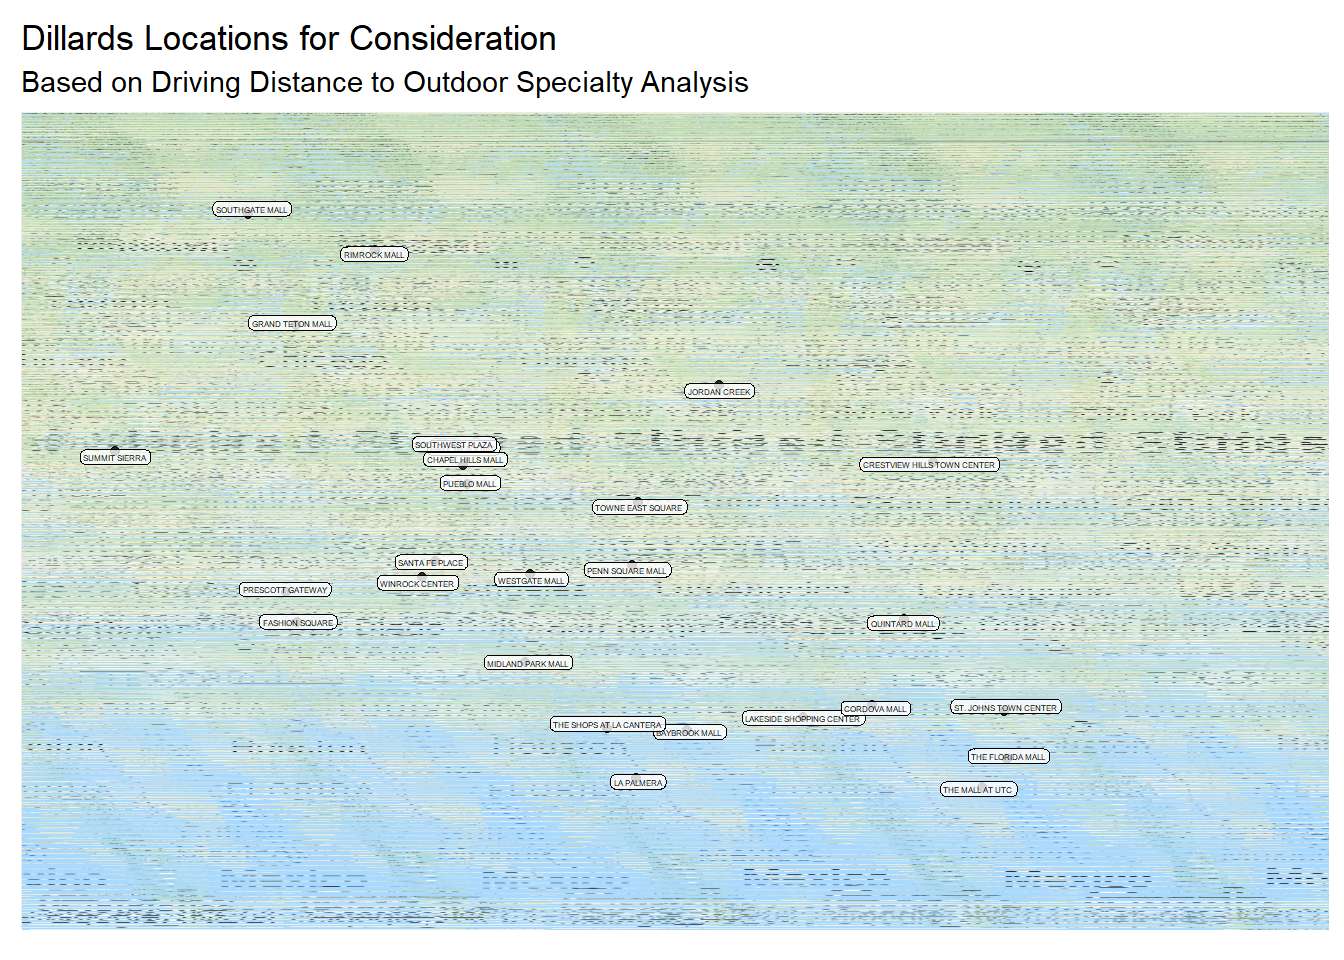 Dillards Locations for Consideration
Based on Driving Distance to Outdoor Specialty Analysis
SOUTHGATE MALL
RIMROCK MALL
GRAND TETON MALL
JORDAN CREEK
SOUTHWEST PLAZA
SUMMIT SIERRA
CHAPEL HILLS MALL
CRESTVIEW HILLS TOWN CENTER
PUEBLO MALL
TOWNE EAST SQUARE
SANTA FE PLACE
PENN SQUARE MALL
WESTGATE MALL
WINROCK CENTER
PRESCOTT GATEWAY
FASHION SQUARE
QUINTARD MALL
MIDLAND PARK MALL
ST. JOHNS TOWN CENTER
CORDOVA MALL
LAKESIDE SHOPPING CENTER
THE SHOPS AT LA CANTERA
BAYBROOK MALL
THE FLORIDA MALL
LA PALMERA
THE MALL AT UTC